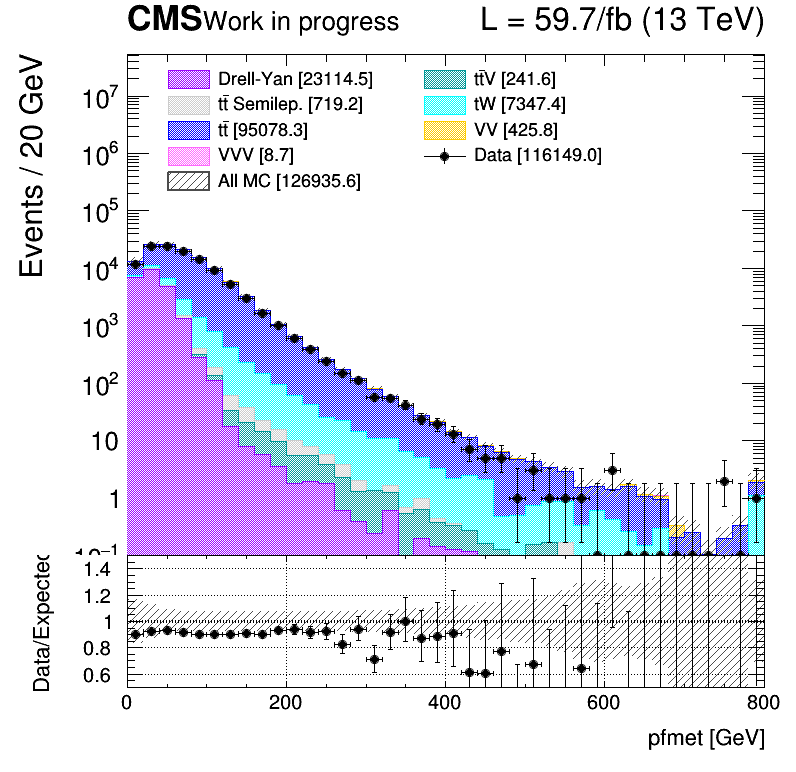 CMS Work in progress L = 59.7/fb (13 TeV)
Events / 20 GeV
10⁷
10⁶
10⁵
10⁴
10³
10²
10
1
10⁻¹
Drell-Yan [23114.5]
tt̄ Semilep. [719.2]
tt̄ [95078.3]
VVV [8.7]
All MC [126935.6]
tt̄V [241.6]
tW [7347.4]
VV [425.8]
Data [116149.0]
Data/Expected
1.4
1.2
1
0.8
0.6
0 200 400 600 800
pfmet [GeV]